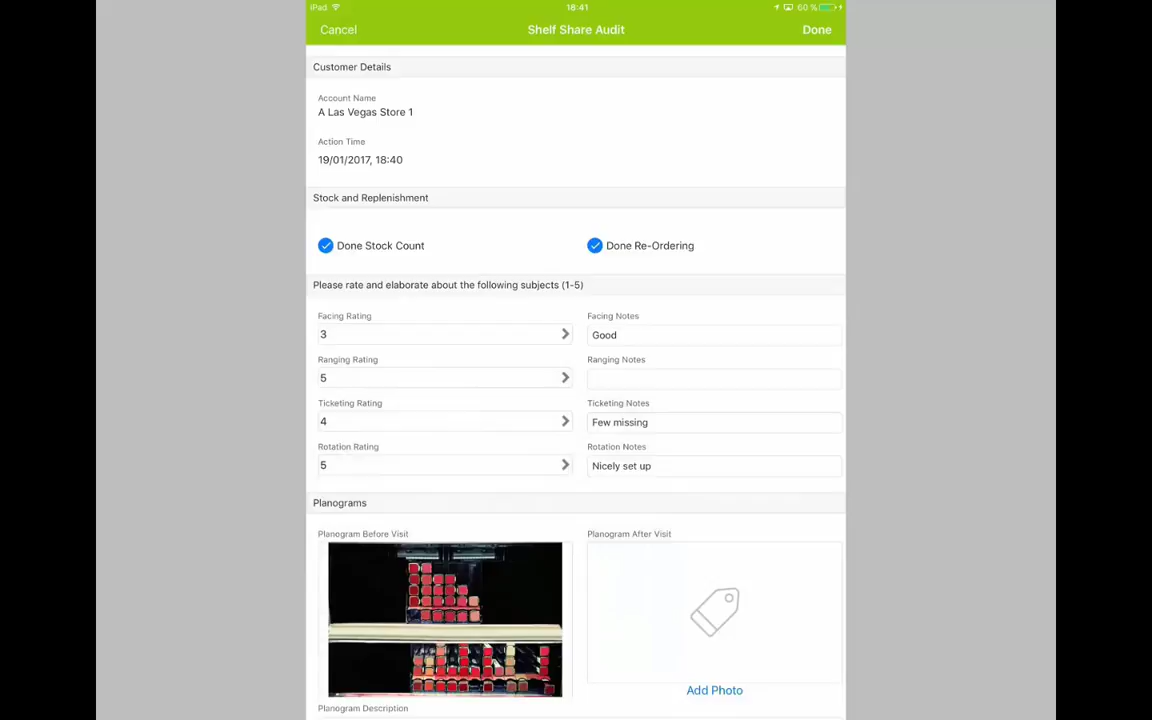 iPad 18:41 60 %
Cancel Shelf Share Audit Done
Customer Details
Account Name
A Las Vegas Store 1
Action Time
19/01/2017, 18:40
Stock and Replenishment
Done Stock Count Done Re-Ordering
Please rate and elaborate about the following subjects (1-5)
Facing Rating Facing Notes
3 Good
Ranging Rating Ranging Notes
5
Ticketing Rating Ticketing Notes
4 Few missing
Rotation Rating Rotation Notes
5 Nicely set up
Planograms
Planogram Before Visit Planogram After Visit
Add Photo
Planogram Description